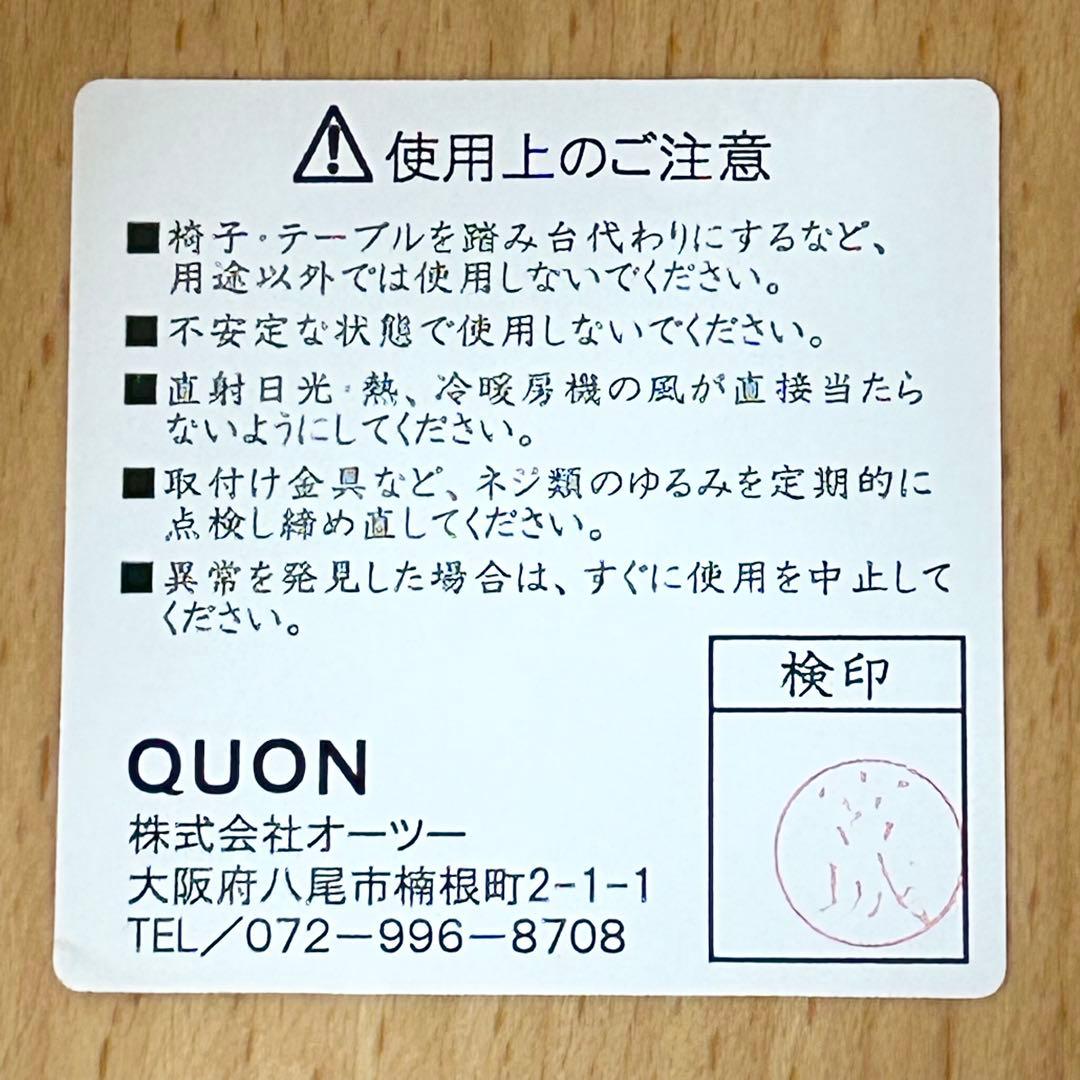 使用上のご注意
■椅子・テーブルを踏み台代わりにするなど、
用途以外では使用しないでください。
■不安定な状態で使用しないでください。
■直射日光・熱、冷暖房機の風が直接当たら
ないようにしてください。
■取付け金具など、ネジ類のゆるみを定期的に
点検し締め直してください。
■異常を発見した場合は、すぐに使用を中止して
ください。
検印
QUON
株式会社オーツー
大阪府八尾市楠根町2-1-1
TEL/072-996-8708